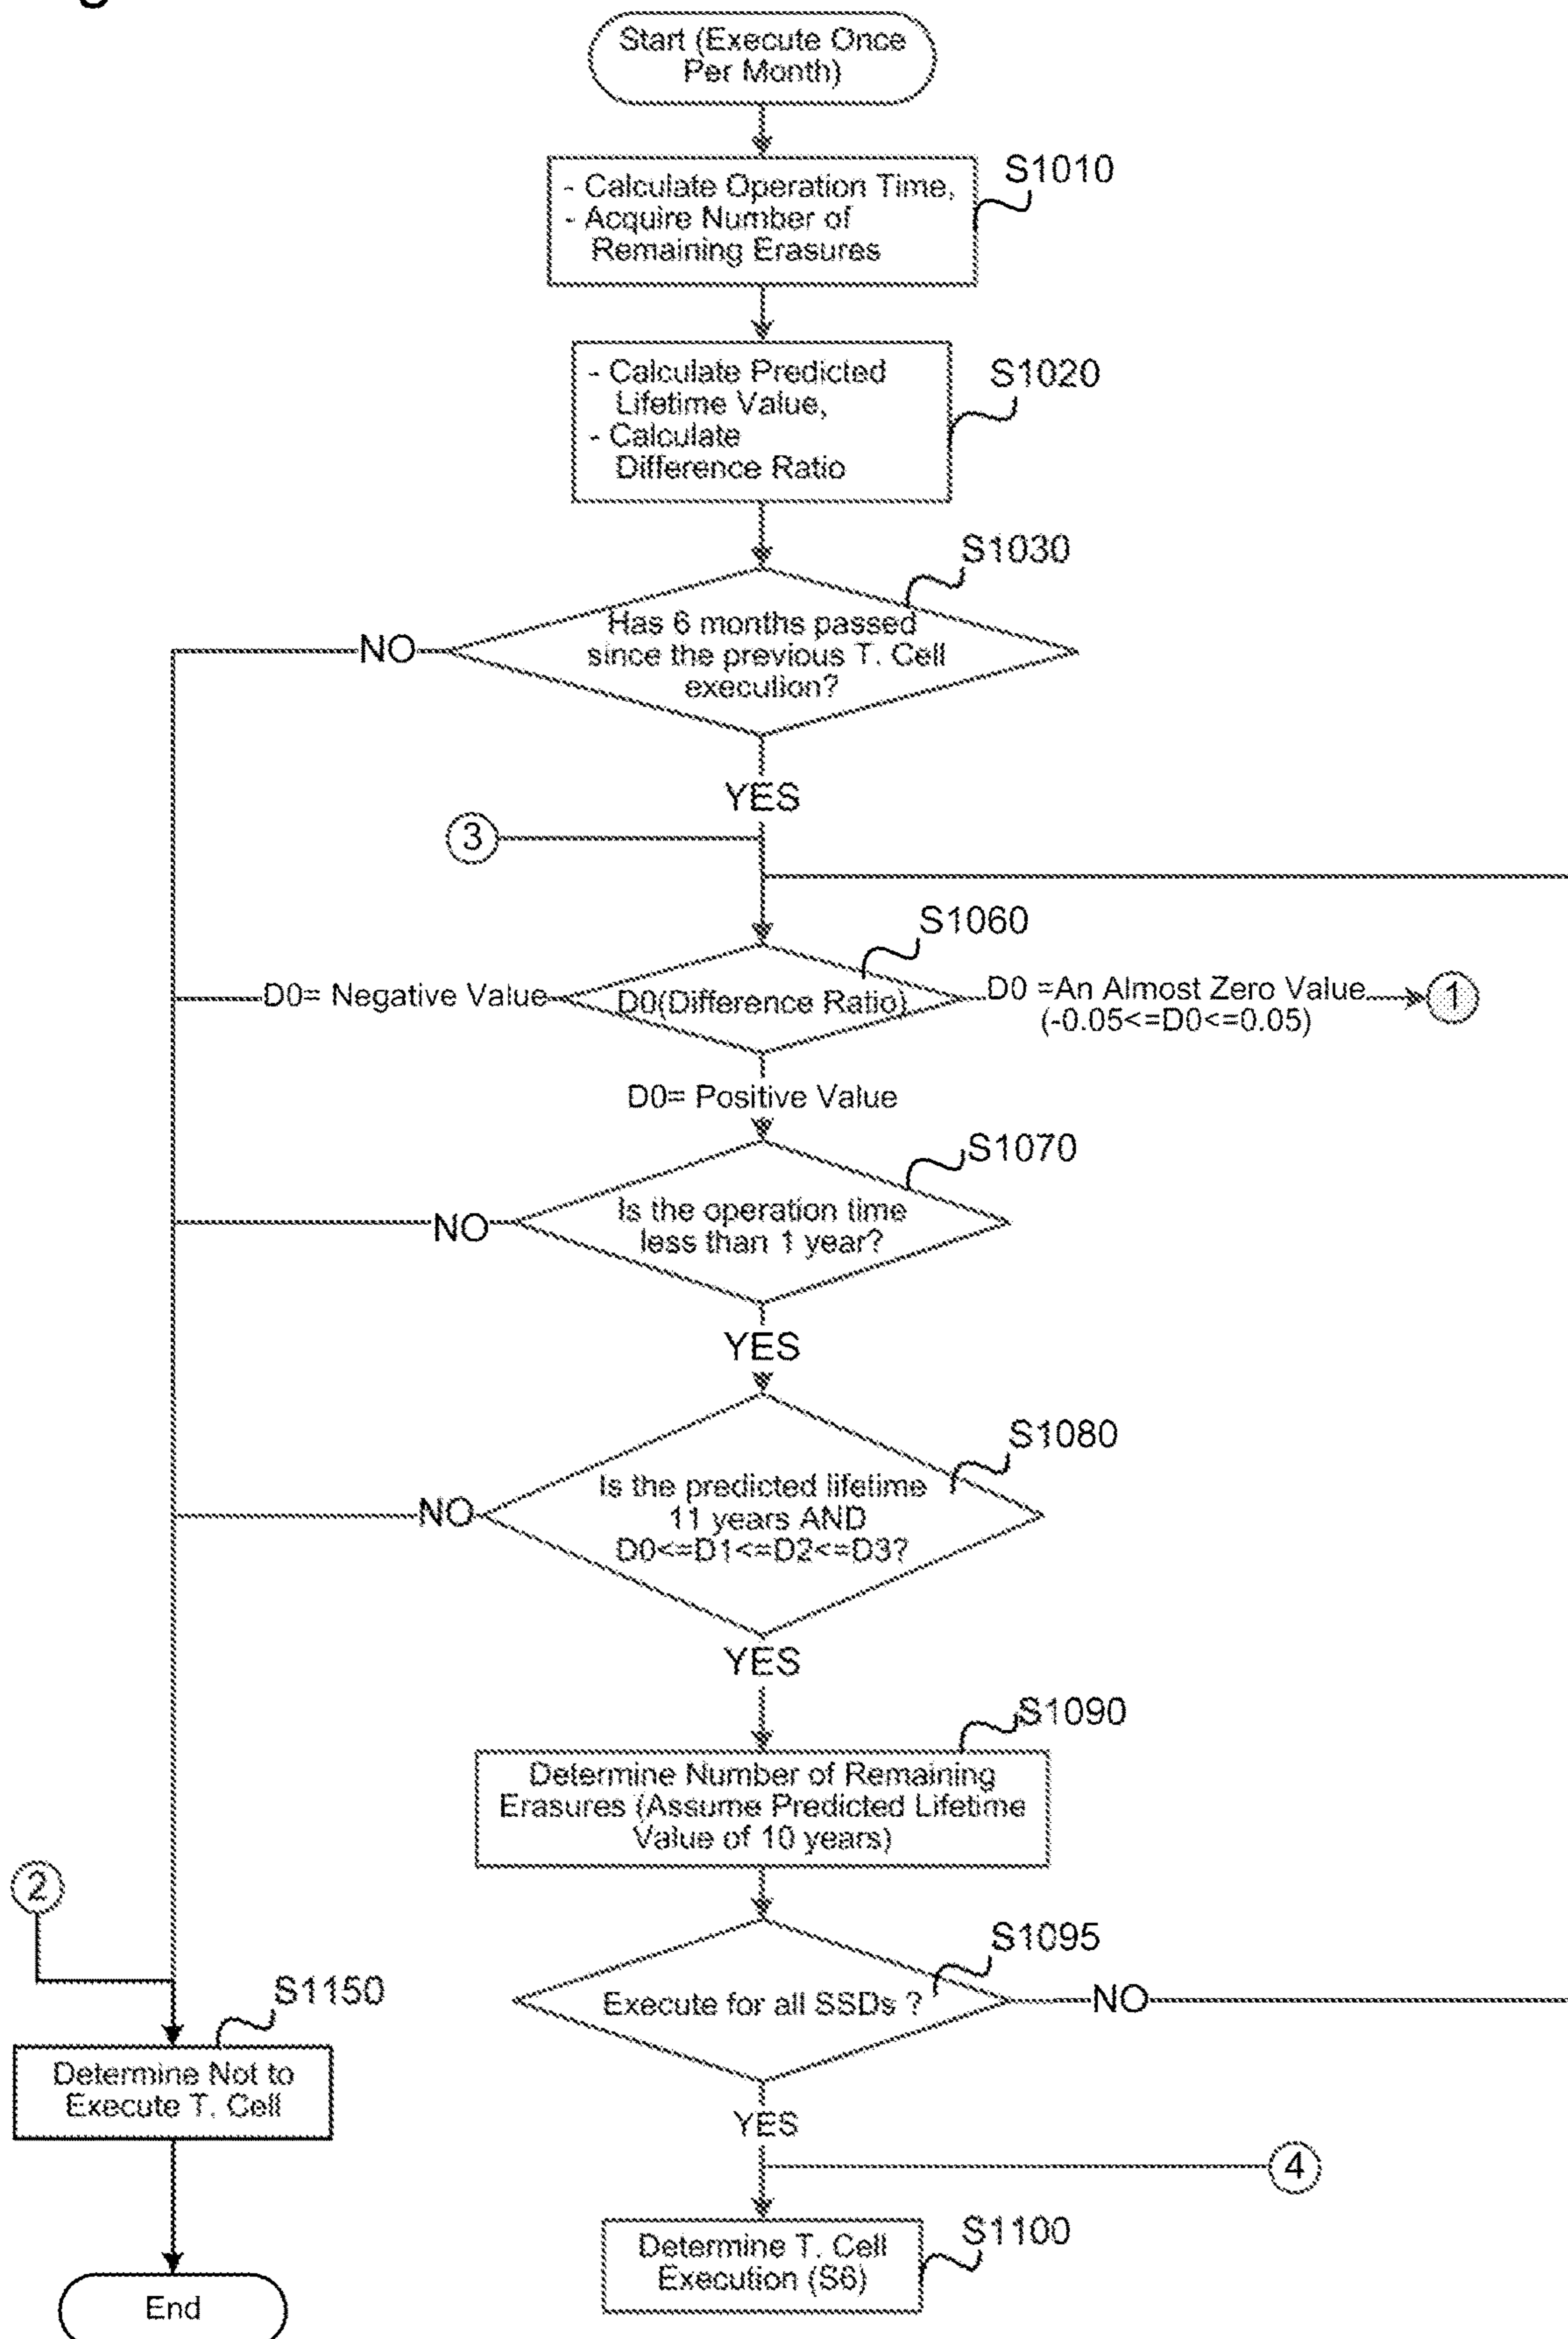 Start (Execute Once
Per Month)
S1010
- Calculate Operation Time,
- Acquire Number of
Remaining Erasures
S1020
- Calculate Predicted
Lifetime Value,
- Calculate
Difference Ratio
S1030
Has 6 months passed
since the previous T. Cell
execution?
NO
YES
3
S1060
D0= Negative Value
D0(Difference Ratio)
D0 =An Almost Zero Value
(-0.05<=D0<=0.05)
1
D0= Positive Value
S1070
Is the operation time
less than 1 year?
NO
YES
S1080
Is the predicted lifetime
11 years AND
D0<=D1<=D2<=D3?
NO
YES
S1090
Determine Number of Remaining
Erasures (Assume Predicted Lifetime
Value of 10 years)
2
S1095
Execute for all SSDs ?
NO
S1150
Determine Not to
Execute T. Cell
YES
4
S1100
Determine T. Cell
Execution (S6)
End